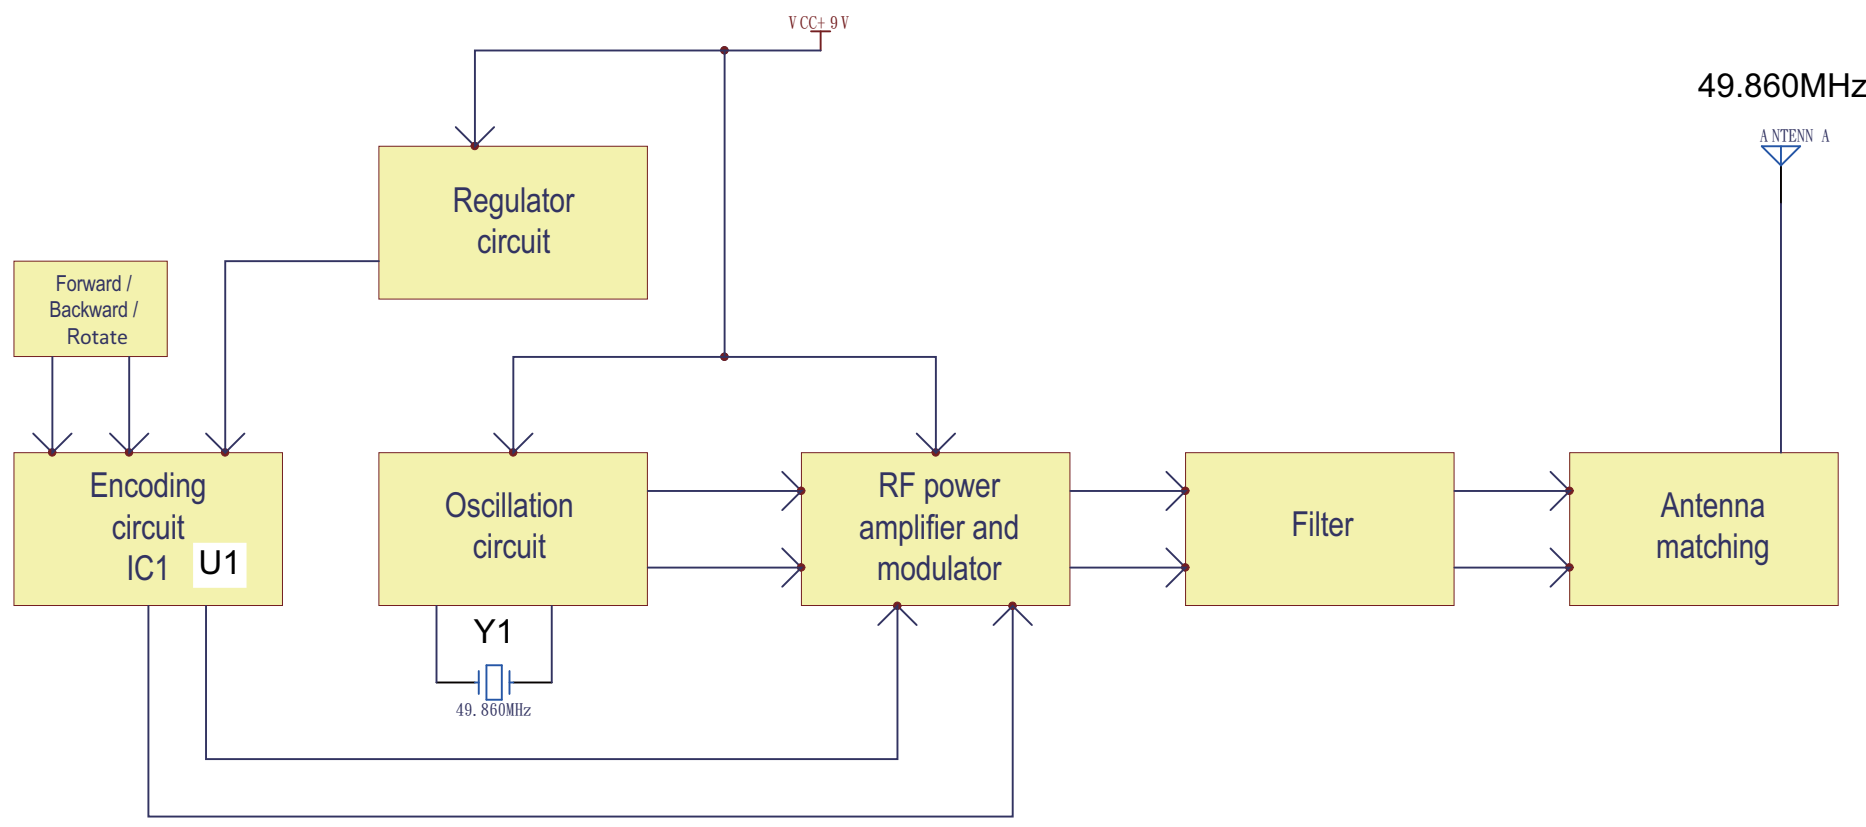 VCC+9V
49.860MHz
ANTENNA
Regulator
circuit
Forward /
Backward /
Rotate
Encoding
circuit
IC1 U1
Oscillation
circuit
RF power
amplifier and
modulator
Filter
Antenna
matching
Y1
49.860MHz